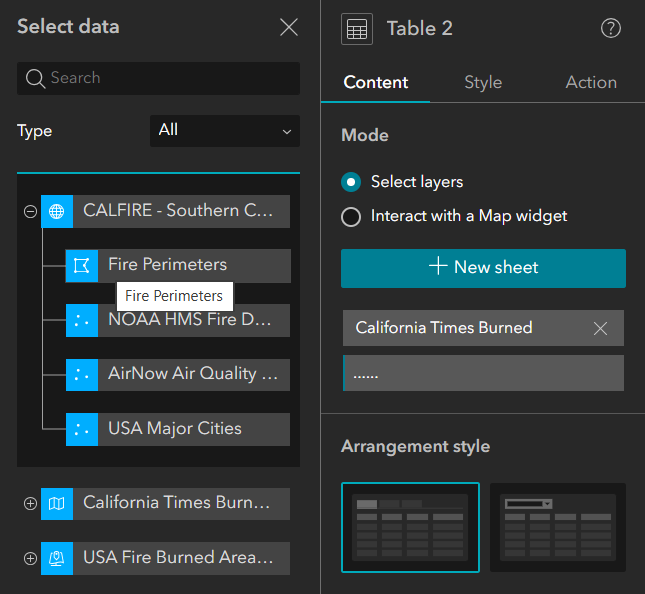 Select data
Search
Type
All
CALFIRE - Southern C...
Fire Perimeters
Fire Perimeters
NOAA HMS Fire D...
AirNow Air Quality ...
USA Major Cities
California Times Burn...
USA Fire Burned Area...
Table 2
?
Content Style Action
Mode
Select layers
Interact with a Map widget
+ New sheet
California Times Burned
......
Arrangement style